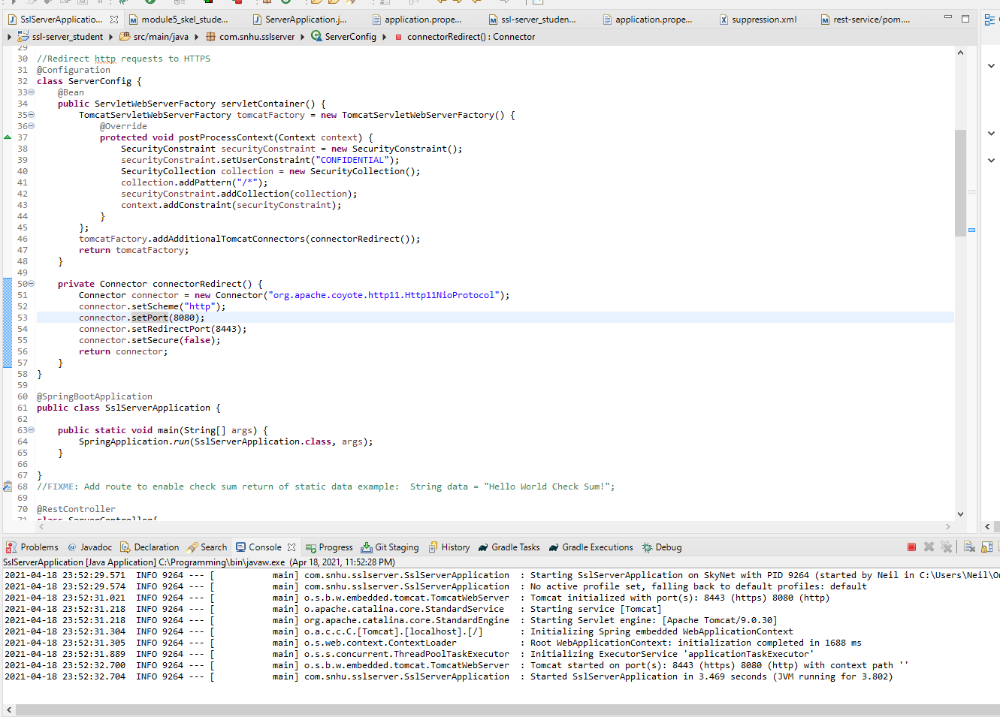 SslServerApplicatio... module5_skel_stude... ServerApplication.j... application.prope... ssl-server_studen... application.prope... suppression.xml rest-service/pom....
ssl-server_student src/main/java com.snhu.sslserver ServerConfig connectorRedirect() : Connector
29
30 //Redirect http requests to HTTPS
31 @Configuration
32 class ServerConfig {
33 @Bean
34 public ServletWebServerFactory servletContainer() {
35 TomcatServletWebServerFactory tomcatFactory = new TomcatServletWebServerFactory() {
36 @Override
37 protected void postProcessContext(Context context) {
38 SecurityConstraint securityConstraint = new SecurityConstraint();
39 securityConstraint.setUserConstraint("CONFIDENTIAL");
40 SecurityCollection collection = new SecurityCollection();
41 collection.addPattern("/*");
42 securityConstraint.addCollection(collection);
43 context.addConstraint(securityConstraint);
44 }
45 };
46 tomcatFactory.addAdditionalTomcatConnectors(connectorRedirect());
47 return tomcatFactory;
48 }
49
50 private Connector connectorRedirect() {
51 Connector connector = new Connector("org.apache.coyote.http11.Http11NioProtocol");
52 connector.setScheme("http");
53 connector.setPort(8080);
54 connector.setRedirectPort(8443);
55 connector.setSecure(false);
56 return connector;
57 }
58 }
59
60 @SpringBootApplication
61 public class SslServerApplication {
62
63 public static void main(String[] args) {
64 SpringApplication.run(SslServerApplication.class, args);
65 }
66
67 }
68 //FIXME: Add route to enable check sum return of static data example:  String data = "Hello World Check Sum!";
69
70 @RestController
71 class ServerController{
Problems Javadoc Declaration Search Console Progress Git Staging History Gradle Tasks Gradle Executions Debug
SslServerApplication [Java Application] C:\Programming\bin\javaw.exe (Apr 18, 2021, 11:52:28 PM)
2021-04-18 23:52:29.571  INFO 9264 --- [           main] com.snhu.sslserver.SslServerApplication  : Starting SslServerApplication on SkyNet with PID 9264 (started by Neil in C:\Users\Neil\On
2021-04-18 23:52:29.574  INFO 9264 --- [           main] com.snhu.sslserver.SslServerApplication  : No active profile set, falling back to default profiles: default
2021-04-18 23:52:31.021  INFO 9264 --- [           main] o.s.b.w.embedded.tomcat.TomcatWebServer  : Tomcat initialized with port(s): 8443 (https) 8080 (http)
2021-04-18 23:52:31.218  INFO 9264 --- [           main] o.apache.catalina.core.StandardService   : Starting service [Tomcat]
2021-04-18 23:52:31.218  INFO 9264 --- [           main] org.apache.catalina.core.StandardEngine  : Starting Servlet engine: [Apache Tomcat/9.0.30]
2021-04-18 23:52:31.304  INFO 9264 --- [           main] o.a.c.c.C.[Tomcat].[localhost].[/]       : Initializing Spring embedded WebApplicationContext
2021-04-18 23:52:31.305  INFO 9264 --- [           main] o.s.web.context.ContextLoader            : Root WebApplicationContext: initialization completed in 1688 ms
2021-04-18 23:52:31.889  INFO 9264 --- [           main] o.s.s.concurrent.ThreadPoolTaskExecutor  : Initializing ExecutorService 'applicationTaskExecutor'
2021-04-18 23:52:32.700  INFO 9264 --- [           main] o.s.b.w.embedded.tomcat.TomcatWebServer  : Tomcat started on port(s): 8443 (https) 8080 (http) with context path ''
2021-04-18 23:52:32.704  INFO 9264 --- [           main] com.snhu.sslserver.SslServerApplication  : Started SslServerApplication in 3.469 seconds (JVM running for 3.802)